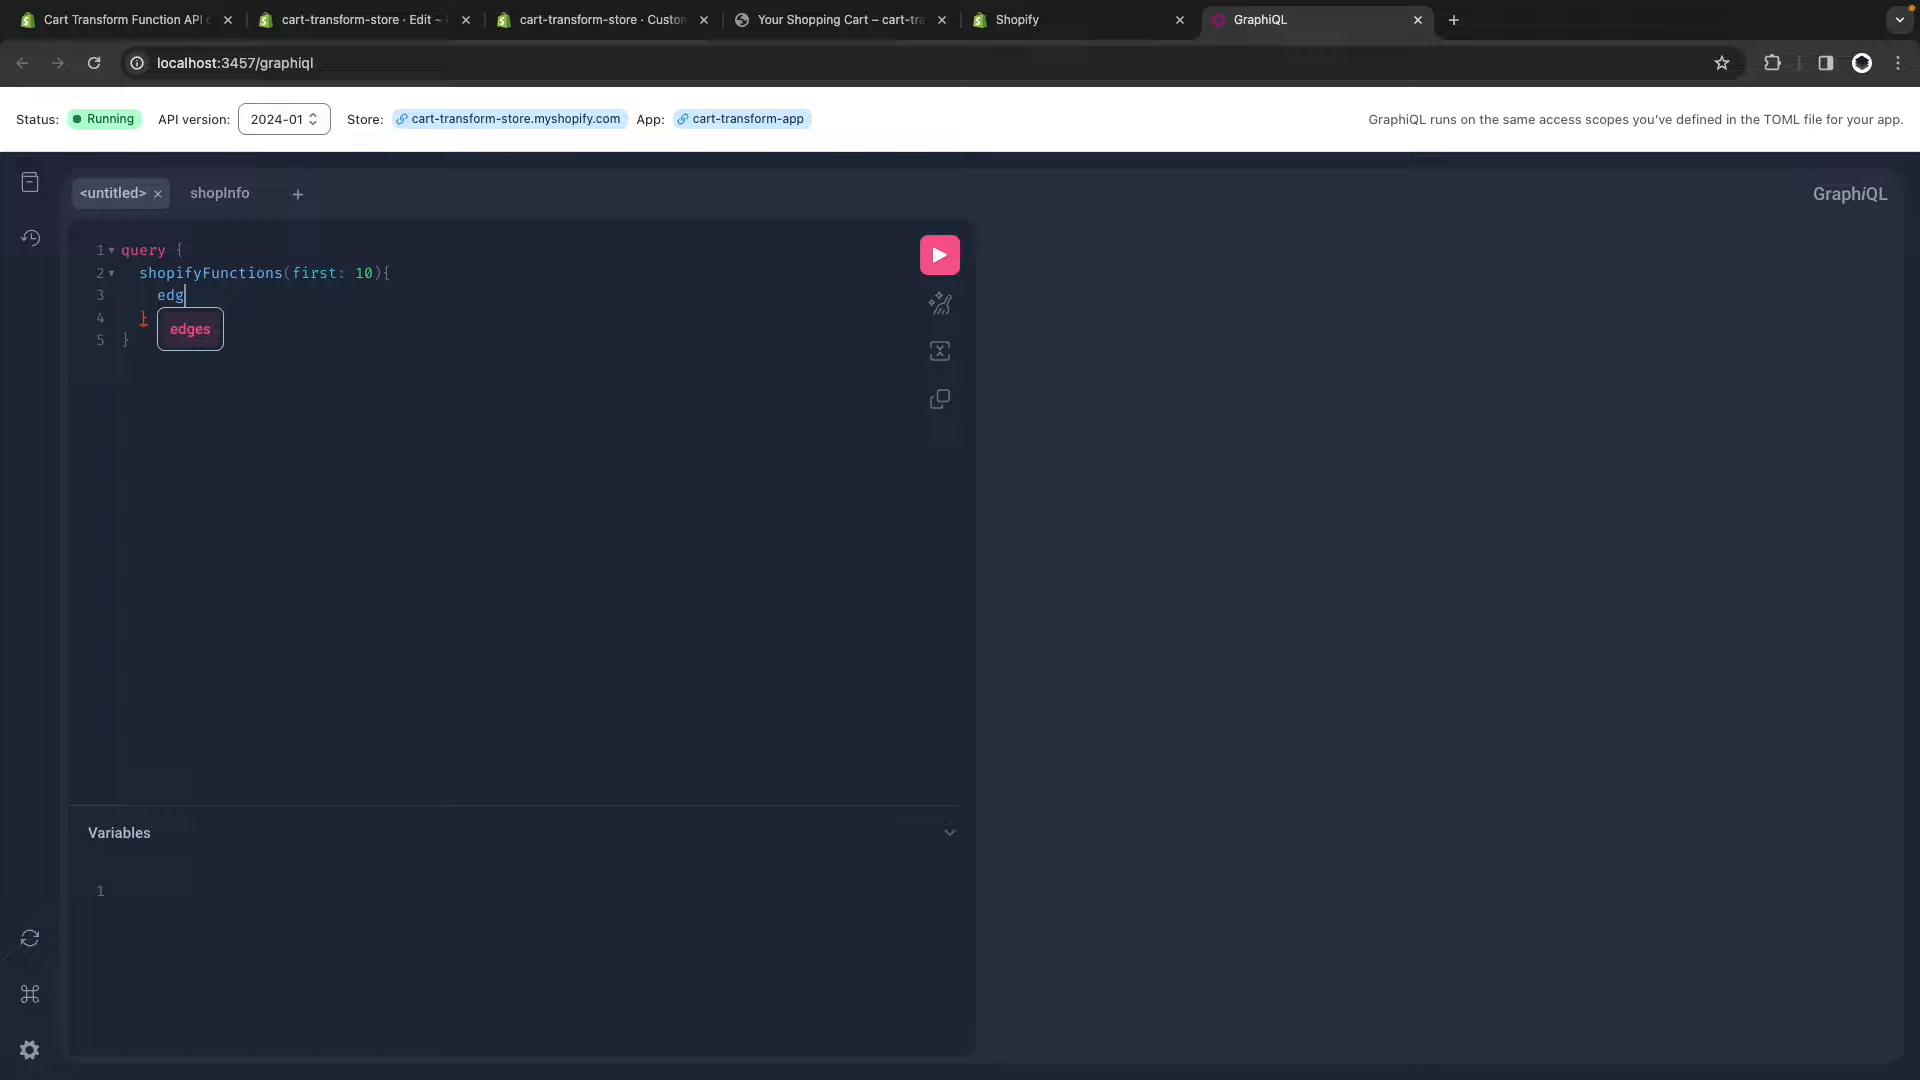 Cart Transform Function API
cart-transform-store · Edit ~
cart-transform-store · Custon
Your Shopping Cart – cart-tra
Shopify
GraphiQL
localhost:3457/graphiql
Status:
Running
API version:
2024-01
Store:
cart-transform-store.myshopify.com
App:
cart-transform-app
GraphiQL runs on the same access scopes you've defined in the TOML file for your app.
<untitled>
shopInfo
GraphiQL
1 query {
2 shopifyFunctions(first: 10){
3 edg
4 }
edges
5 }
Variables
1